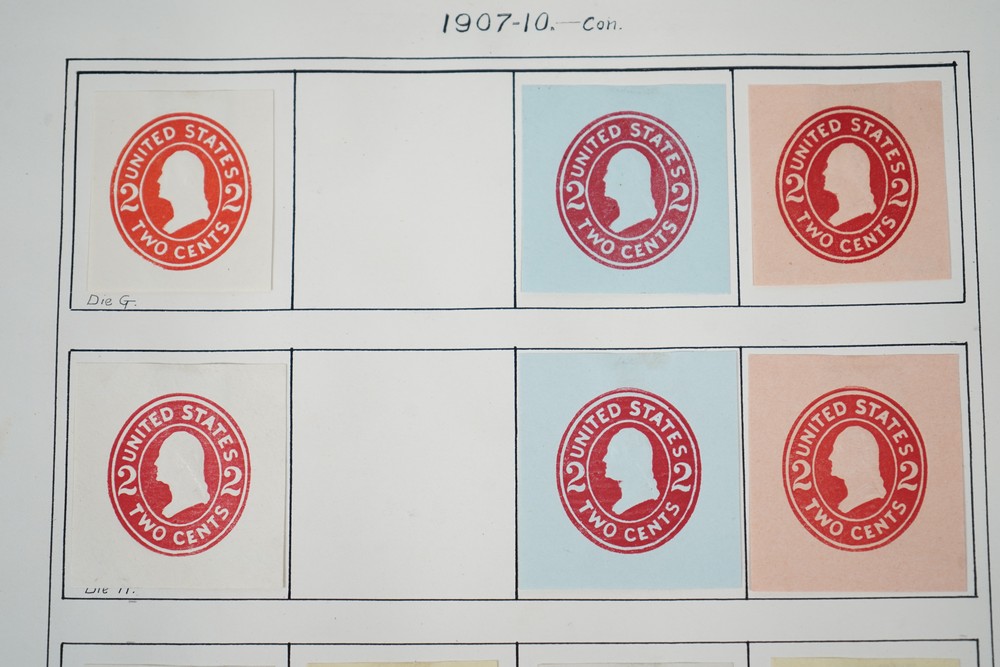 1907-10.—Con.
UNITED STATES
2 2
TWO CENTS
UNITED STATES
2 2
TWO CENTS
UNITED STATES
2 2
TWO CENTS
Die G.
UNITED STATES
2 2
TWO CENTS
UNITED STATES
2 2
TWO CENTS
UNITED STATES
2 2
TWO CENTS
Die H.